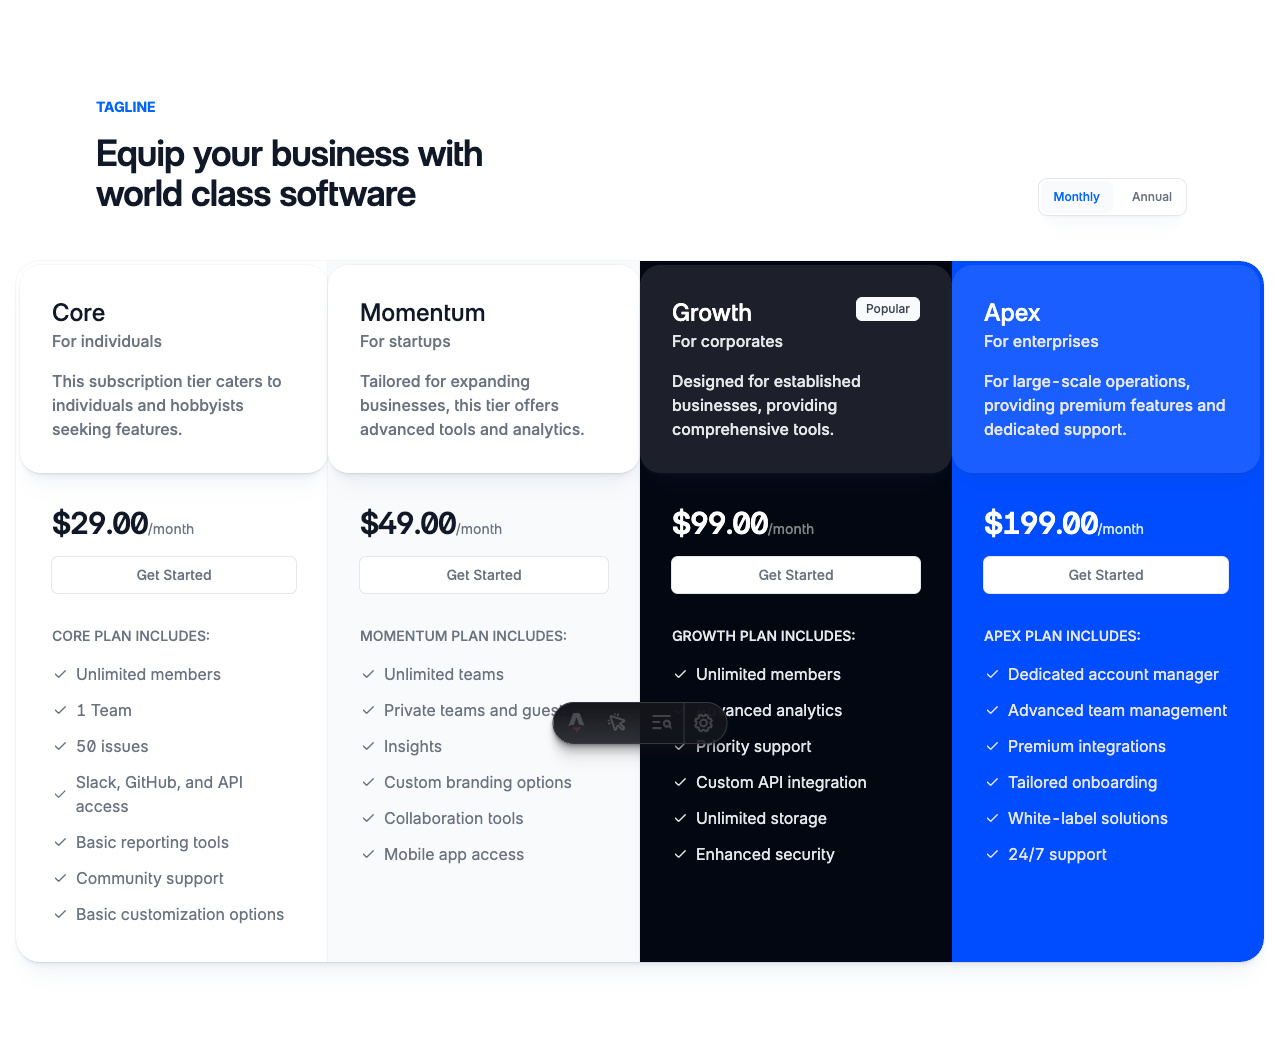 TAGLINE
Equip your business with
world class software
Monthly
Annual
Core
For individuals
This subscription tier caters to
individuals and hobbyists
seeking features.
$29.00/month
Get Started
CORE PLAN INCLUDES:
Unlimited members
1 Team
50 issues
Slack, GitHub, and API
access
Basic reporting tools
Community support
Basic customization options
Momentum
For startups
Tailored for expanding
businesses, this tier offers
advanced tools and analytics.
$49.00/month
Get Started
MOMENTUM PLAN INCLUDES:
Unlimited teams
Private teams and
Insights
Custom branding options
Collaboration tools
Mobile app access
Growth
Popular
For corporates
Designed for established
businesses, providing
comprehensive tools.
$99.00/month
Get Started
GROWTH PLAN INCLUDES:
Unlimited members
analytics
Priority support
Custom API integration
Unlimited storage
Enhanced security
Apex
For enterprises
For large-scale operations,
providing premium features and
dedicated support.
$199.00/month
Get Started
APEX PLAN INCLUDES:
Dedicated account manager
Advanced team management
Premium integrations
Tailored onboarding
White-label solutions
24/7 support